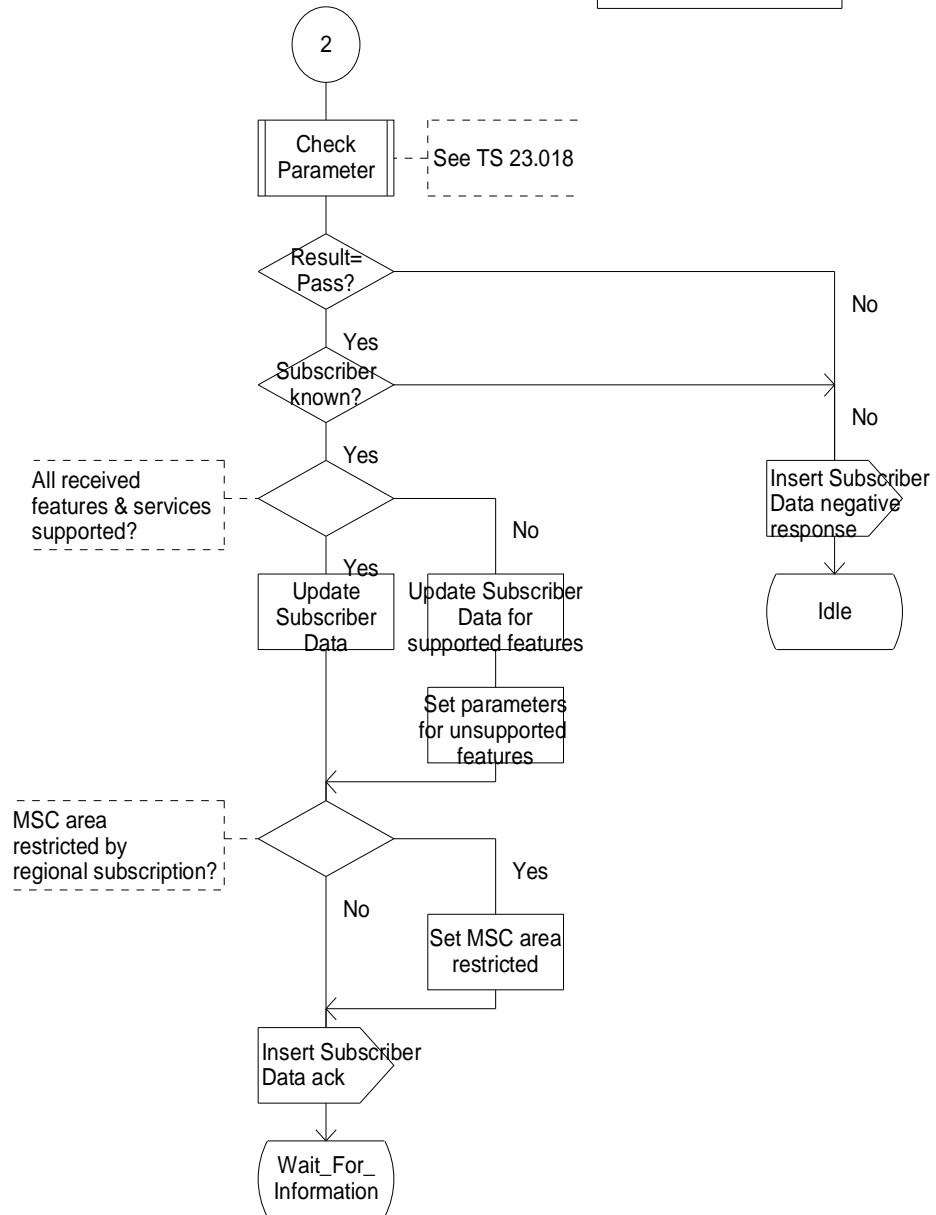 2
Check
Parameter
See TS 23.018
Result=
Pass?
No
Yes
Subscriber
known?
No
Yes
All received
features & services
supported?
No
Yes
Insert Subscriber
Data negative
response
Update
Subscriber
Data
Update Subscriber
Data for
supported features
Idle
Set parameters
for unsupported
features
MSC area
restricted by
regional subscription?
Yes
No
Set MSC area
restricted
Insert Subscriber
Data ack
Wait_For_
Information